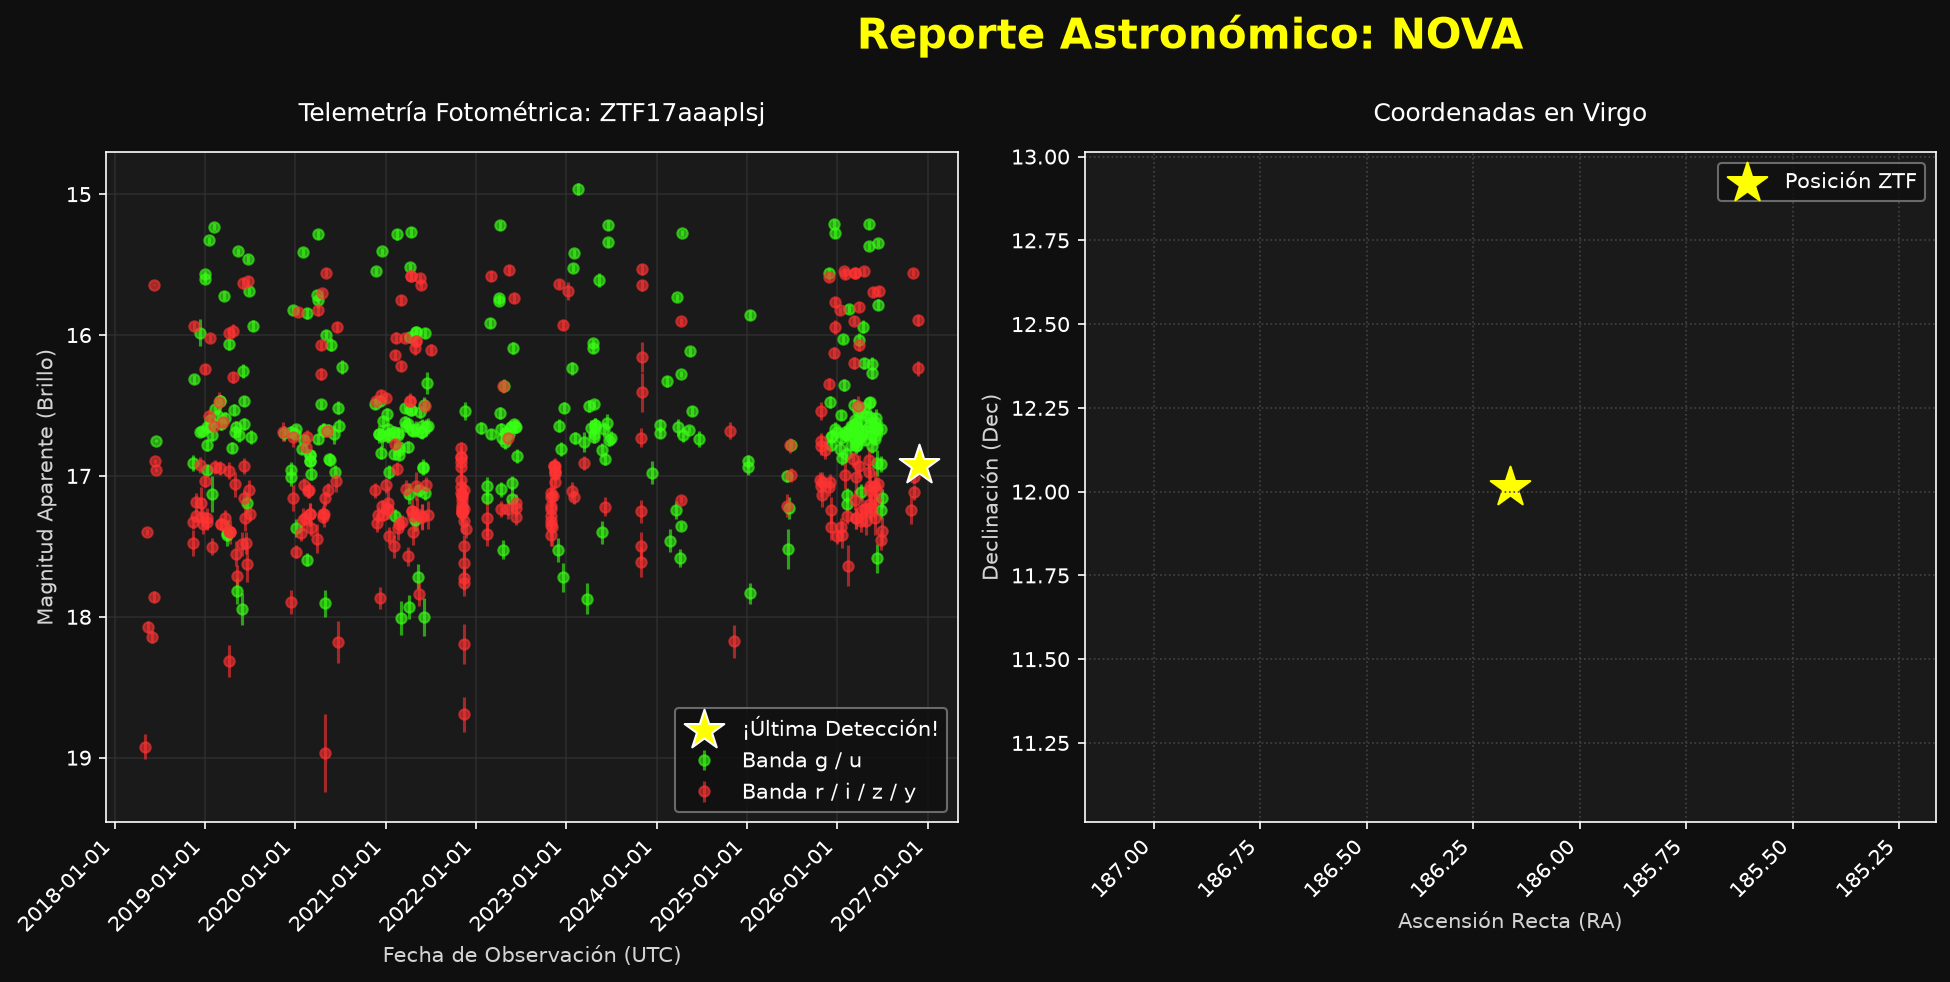 Reporte Astronómico: NOVA
Telemetría Fotométrica: ZTF17aaaplsj
Magnitud Aparente (Brillo)
15
16
17
18
19
¡Última Detección!
Banda g / u
Banda r / i / z / y
2018-01-01
2019-01-01
2020-01-01
2021-01-01
2022-01-01
2023-01-01
2024-01-01
2025-01-01
2026-01-01
2027-01-01
Fecha de Observación (UTC)
Coordenadas en Virgo
Declinación (Dec)
13.00
12.75
12.50
12.25
12.00
11.75
11.50
11.25
Posición ZTF
187.00
186.75
186.50
186.25
186.00
185.75
185.50
185.25
Ascensión Recta (RA)